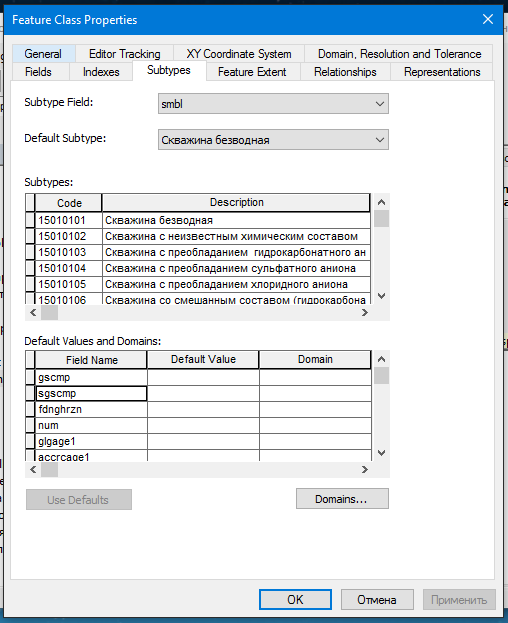 Feature Class Properties
General Editor Tracking XY Coordinate System Domain, Resolution and Tolerance
Fields Indexes Subtypes Feature Extent Relationships Representations
Subtype Field: smbl
Default Subtype: Скважина безводная
Subtypes:
Code Description
15010101 Скважина безводная
15010102 Скважина с неизвестным химическим составом
15010103 Скважина с преобладанием гидрокарбонатного ан
15010104 Скважина с преобладанием сульфатного аниона
15010105 Скважина с преобладанием хлоридного аниона
15010106 Скважина со смешанным составом (гидрокарбона
Default Values and Domains:
Field Name Default Value Domain
gscmp
sgscmp
fdnghrzn
num
glgage1
accrcage1
Use Defaults Domains...
OK Отмена Применить